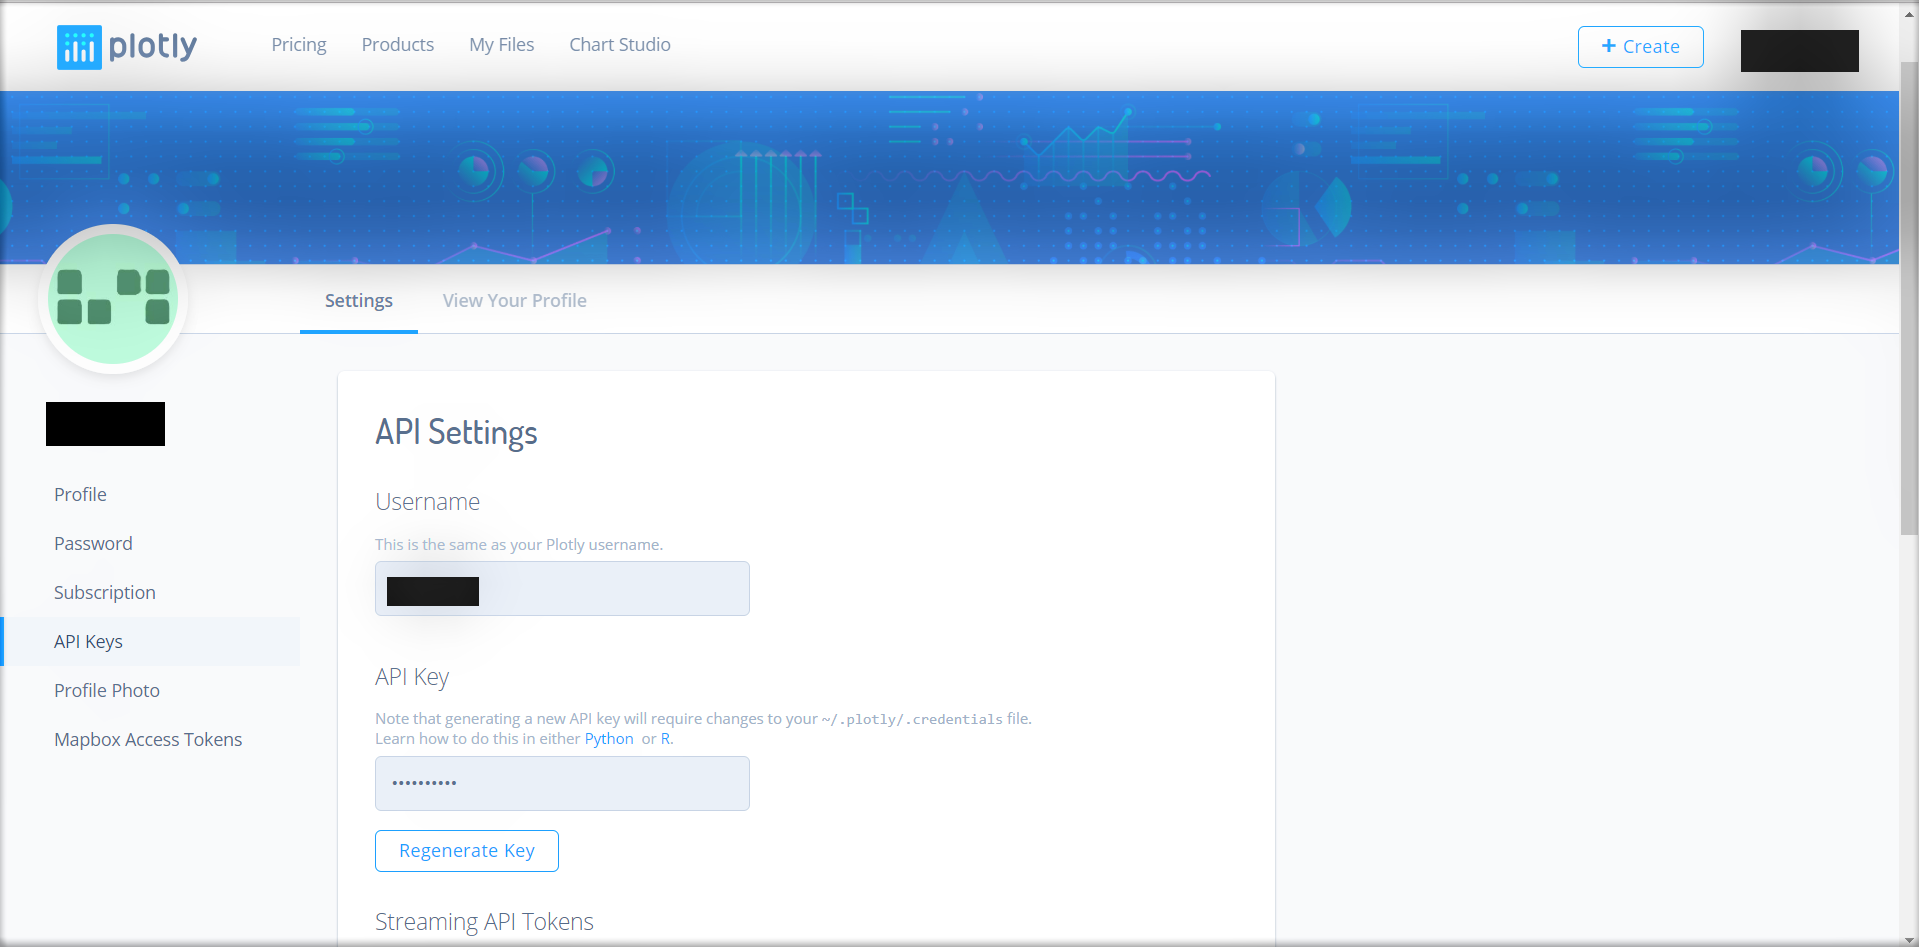 plotly
Pricing
Products
My Files
Chart Studio
+ Create
Settings
View Your Profile
Profile
Password
Subscription
API Keys
Profile Photo
Mapbox Access Tokens
API Settings
Username
This is the same as your Plotly username.
API Key
Note that generating a new API key will require changes to your ~/.plotly/.credentials file.
Learn how to do this in either Python or R.
••••••••••
Regenerate Key
Streaming API Tokens